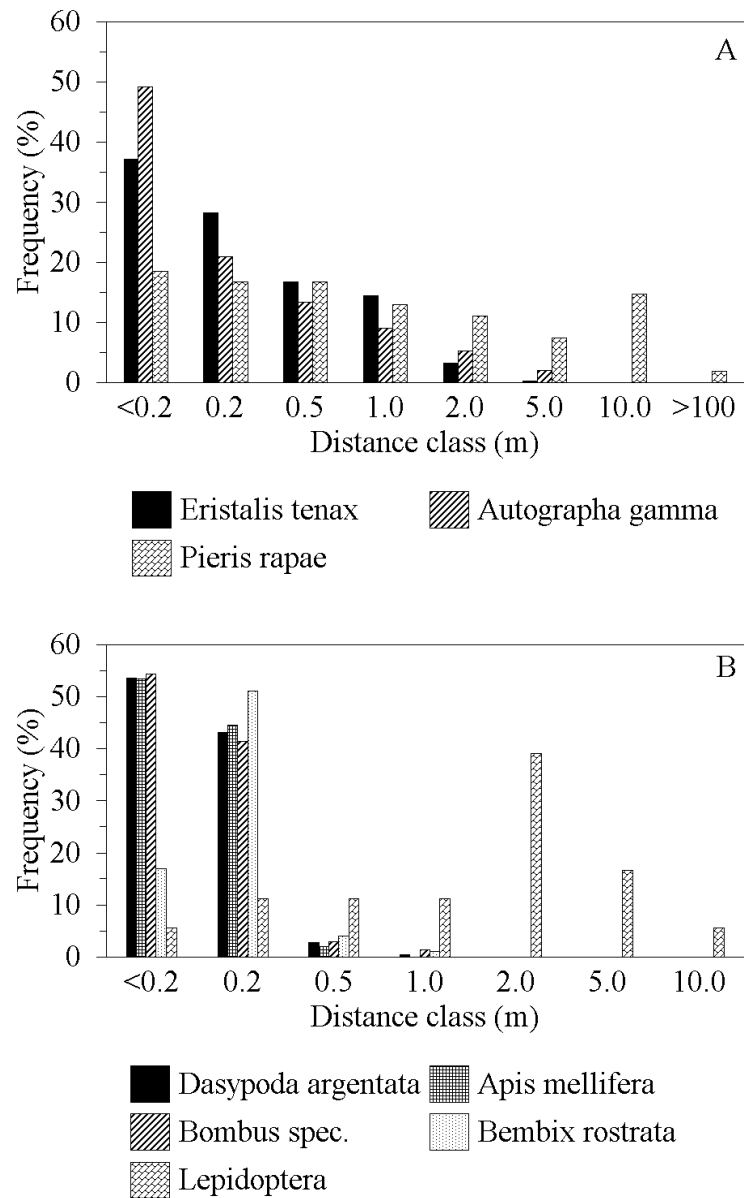 A
60
50
40
30
20
10
0
Frequency (%)
<0.2 0.2 0.5 1.0 2.0 5.0 10.0 >100
Distance class (m)
Eristalis tenax Autographa gamma
Pieris rapae
B
60
50
40
30
20
10
0
Frequency (%)
<0.2 0.2 0.5 1.0 2.0 5.0 10.0
Distance class (m)
Dasypoda argentata Apis mellifera
Bombus spec. Bembix rostrata
Lepidoptera